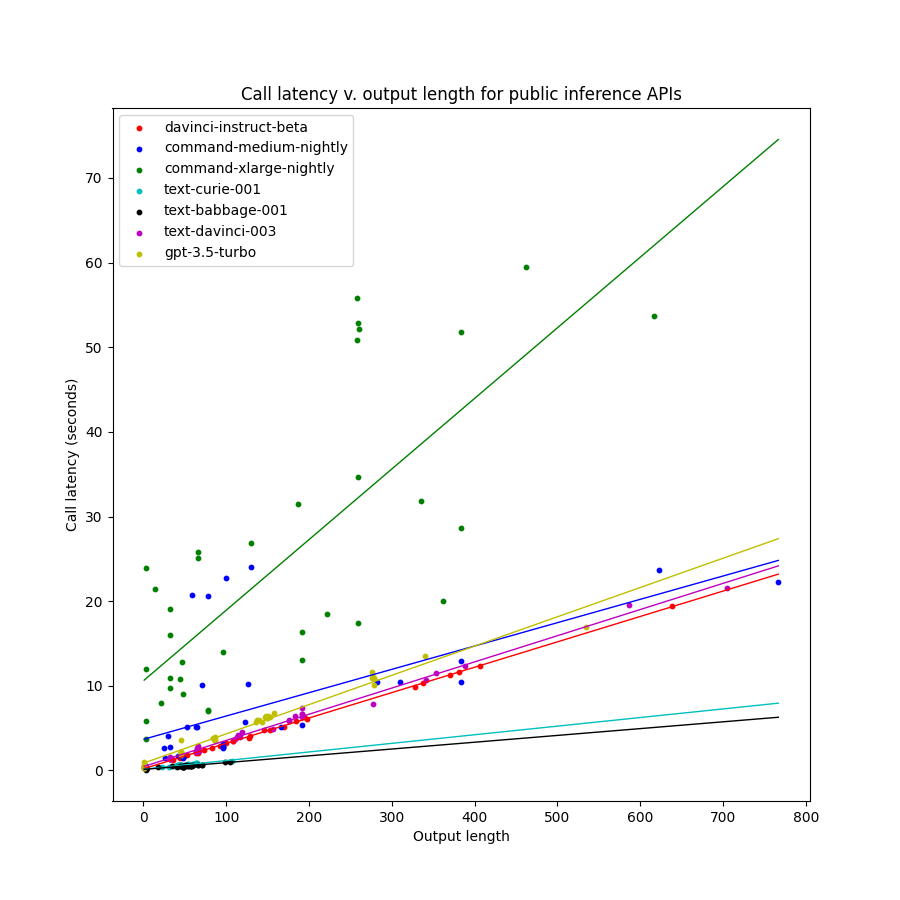 Call latency v. output length for public inference APIs
davinci-instruct-beta
command-medium-nightly
command-xlarge-nightly
text-curie-001
text-babbage-001
text-davinci-003
gpt-3.5-turbo
Call latency (seconds)
70
60
50
40
30
20
10
0
0 100 200 300 400 500 600 700 800
Output length